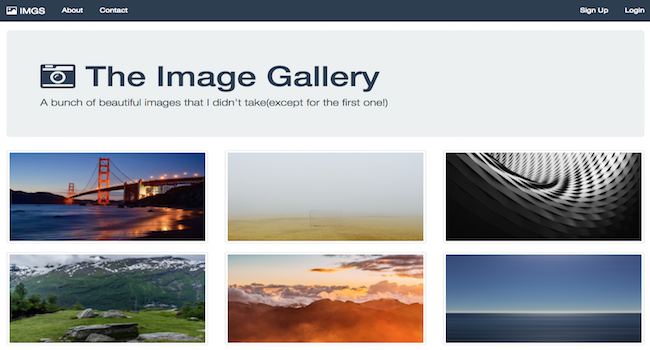 IMGS About Contact Sign Up Login
The Image Gallery
A bunch of beautiful images that I didn't take(except for the first one!)